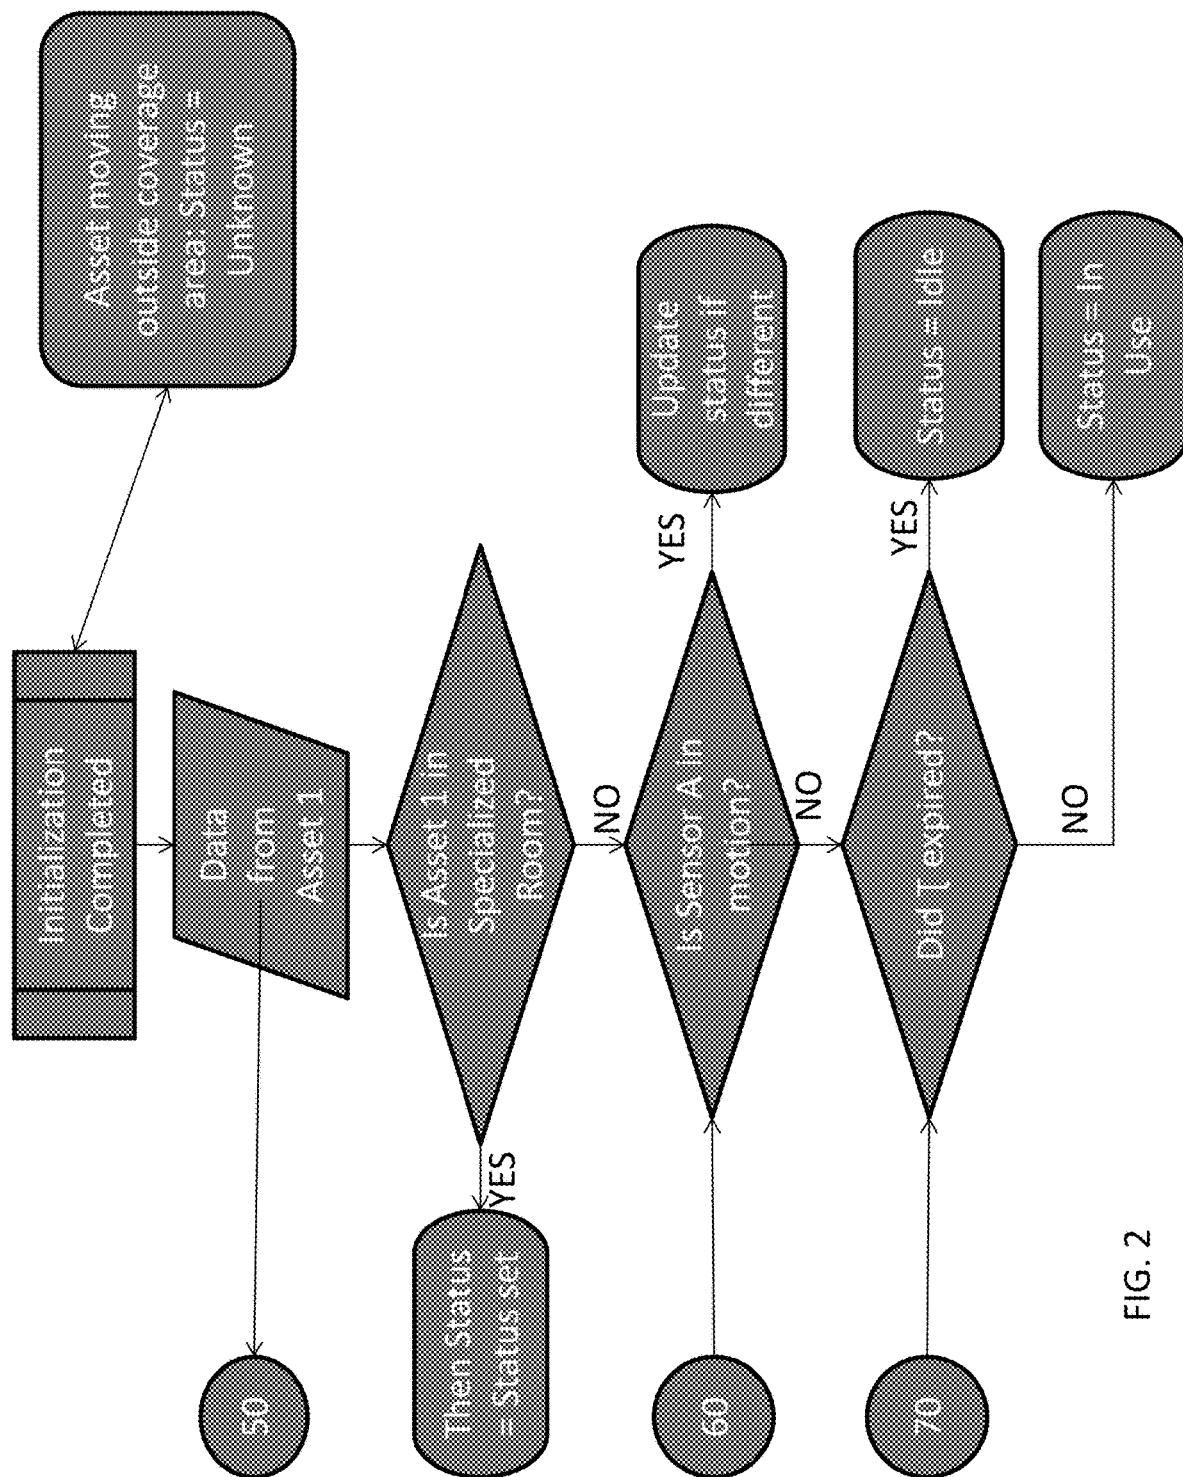 Initialization
Completed
Asset moving
outside coverage
area: Status =
Unknown
50
Data
from
Asset 1
Then Status
= Status set
YES
Is Asset 1 in
Specialized
Room?
NO
60
Is Sensor A In
motion?
YES
Update
status if
different
NO
70
Did T expired?
YES
Status = Idle
NO
Status = In
Use
FIG. 2